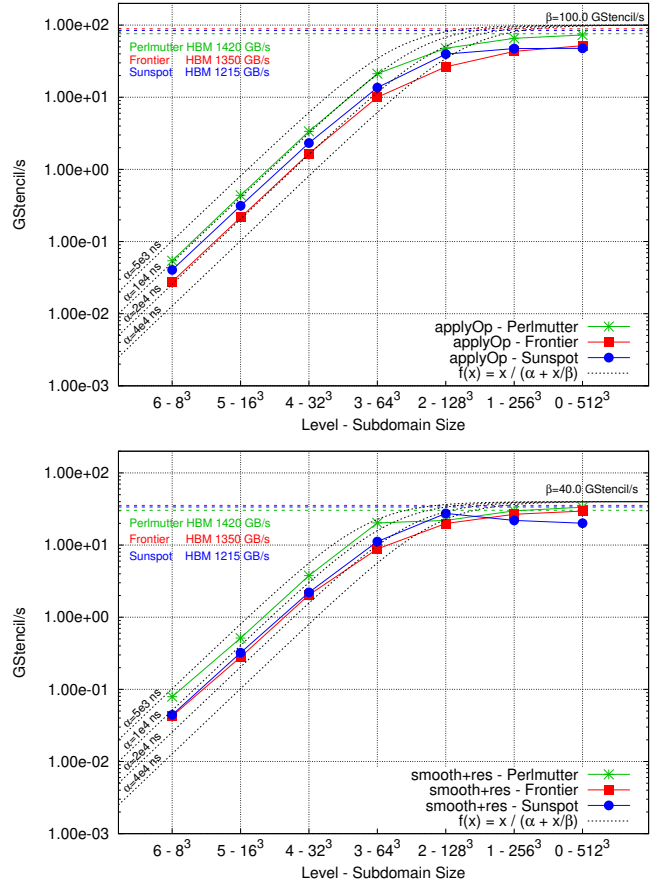 β=100.0 GStencil/s
1.00e+02
Perlmutter HBM 1420 GB/s
Frontier HBM 1350 GB/s
Sunspot HBM 1215 GB/s
1.00e+01
1.00e+00
GStencil/s
1.00e-01
α=5e3 ns
α=1e4 ns
α=2e4 ns
α=4e4 ns
1.00e-02
applyOp - Perlmutter
applyOp - Frontier
applyOp - Sunspot
f(x) = x / (α + x/β)
1.00e-03
6 - 8³ 5 - 16³ 4 - 32³ 3 - 64³ 2 - 128³ 1 - 256³ 0 - 512³
Level - Subdomain Size
1.00e+02
β=40.0 GStencil/s
Perlmutter HBM 1420 GB/s
Frontier HBM 1350 GB/s
Sunspot HBM 1215 GB/s
1.00e+01
1.00e+00
GStencil/s
1.00e-01
α=5e3 ns
α=1e4 ns
α=2e4 ns
α=4e4 ns
1.00e-02
smooth+res - Perlmutter
smooth+res - Frontier
smooth+res - Sunspot
f(x) = x / (α + x/β)
1.00e-03
6 - 8³ 5 - 16³ 4 - 32³ 3 - 64³ 2 - 128³ 1 - 256³ 0 - 512³
Level - Subdomain Size